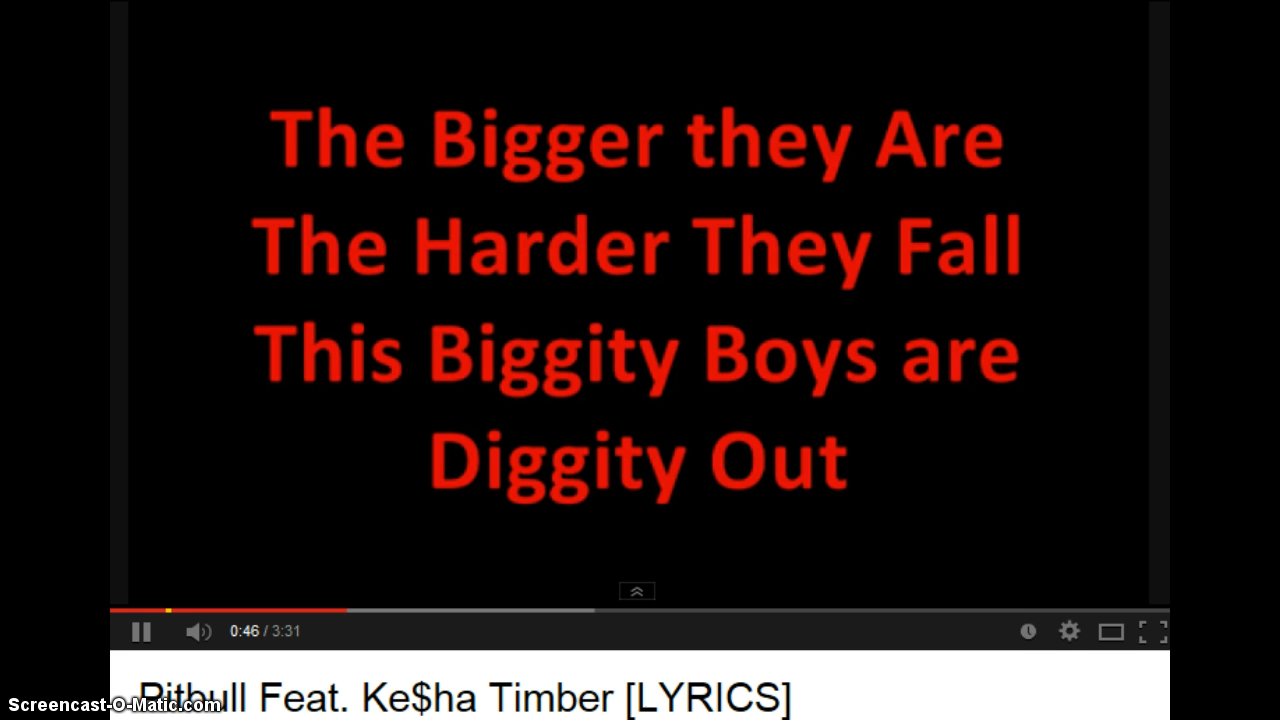 The Bigger they Are
The Harder They Fall
This Biggity Boys are
Diggity Out
0:46 / 3:31
Pitbull Feat. Ke$ha Timber [LYRICS]
Screencast-O-Matic.com